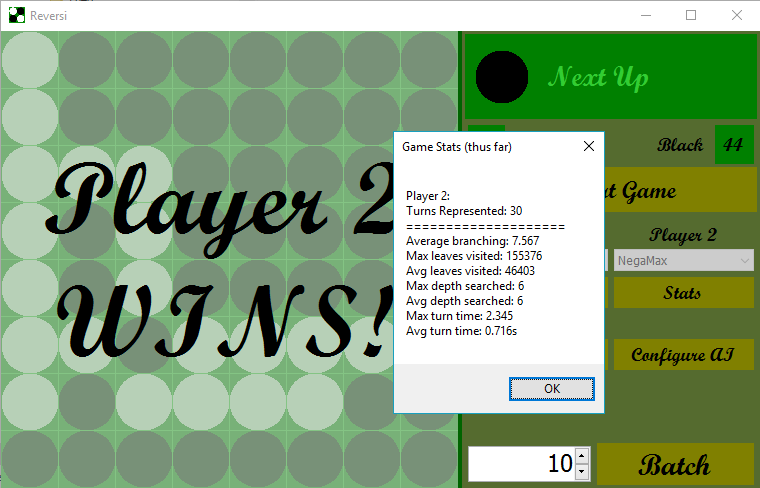 Reversi
Next Up
Black 44
Game Stats (thus far)
Player 2:
Turns Represented: 30
====================
Average branching: 7.567
Max leaves visited: 155376
Avg leaves visited: 46403
Max depth searched: 6
Avg depth searched: 6
Max turn time: 2.345
Avg turn time: 0.716s
OK
Player 2
WINS!
Game
Player 2
NegaMax
Stats
Configure AI
10
Batch